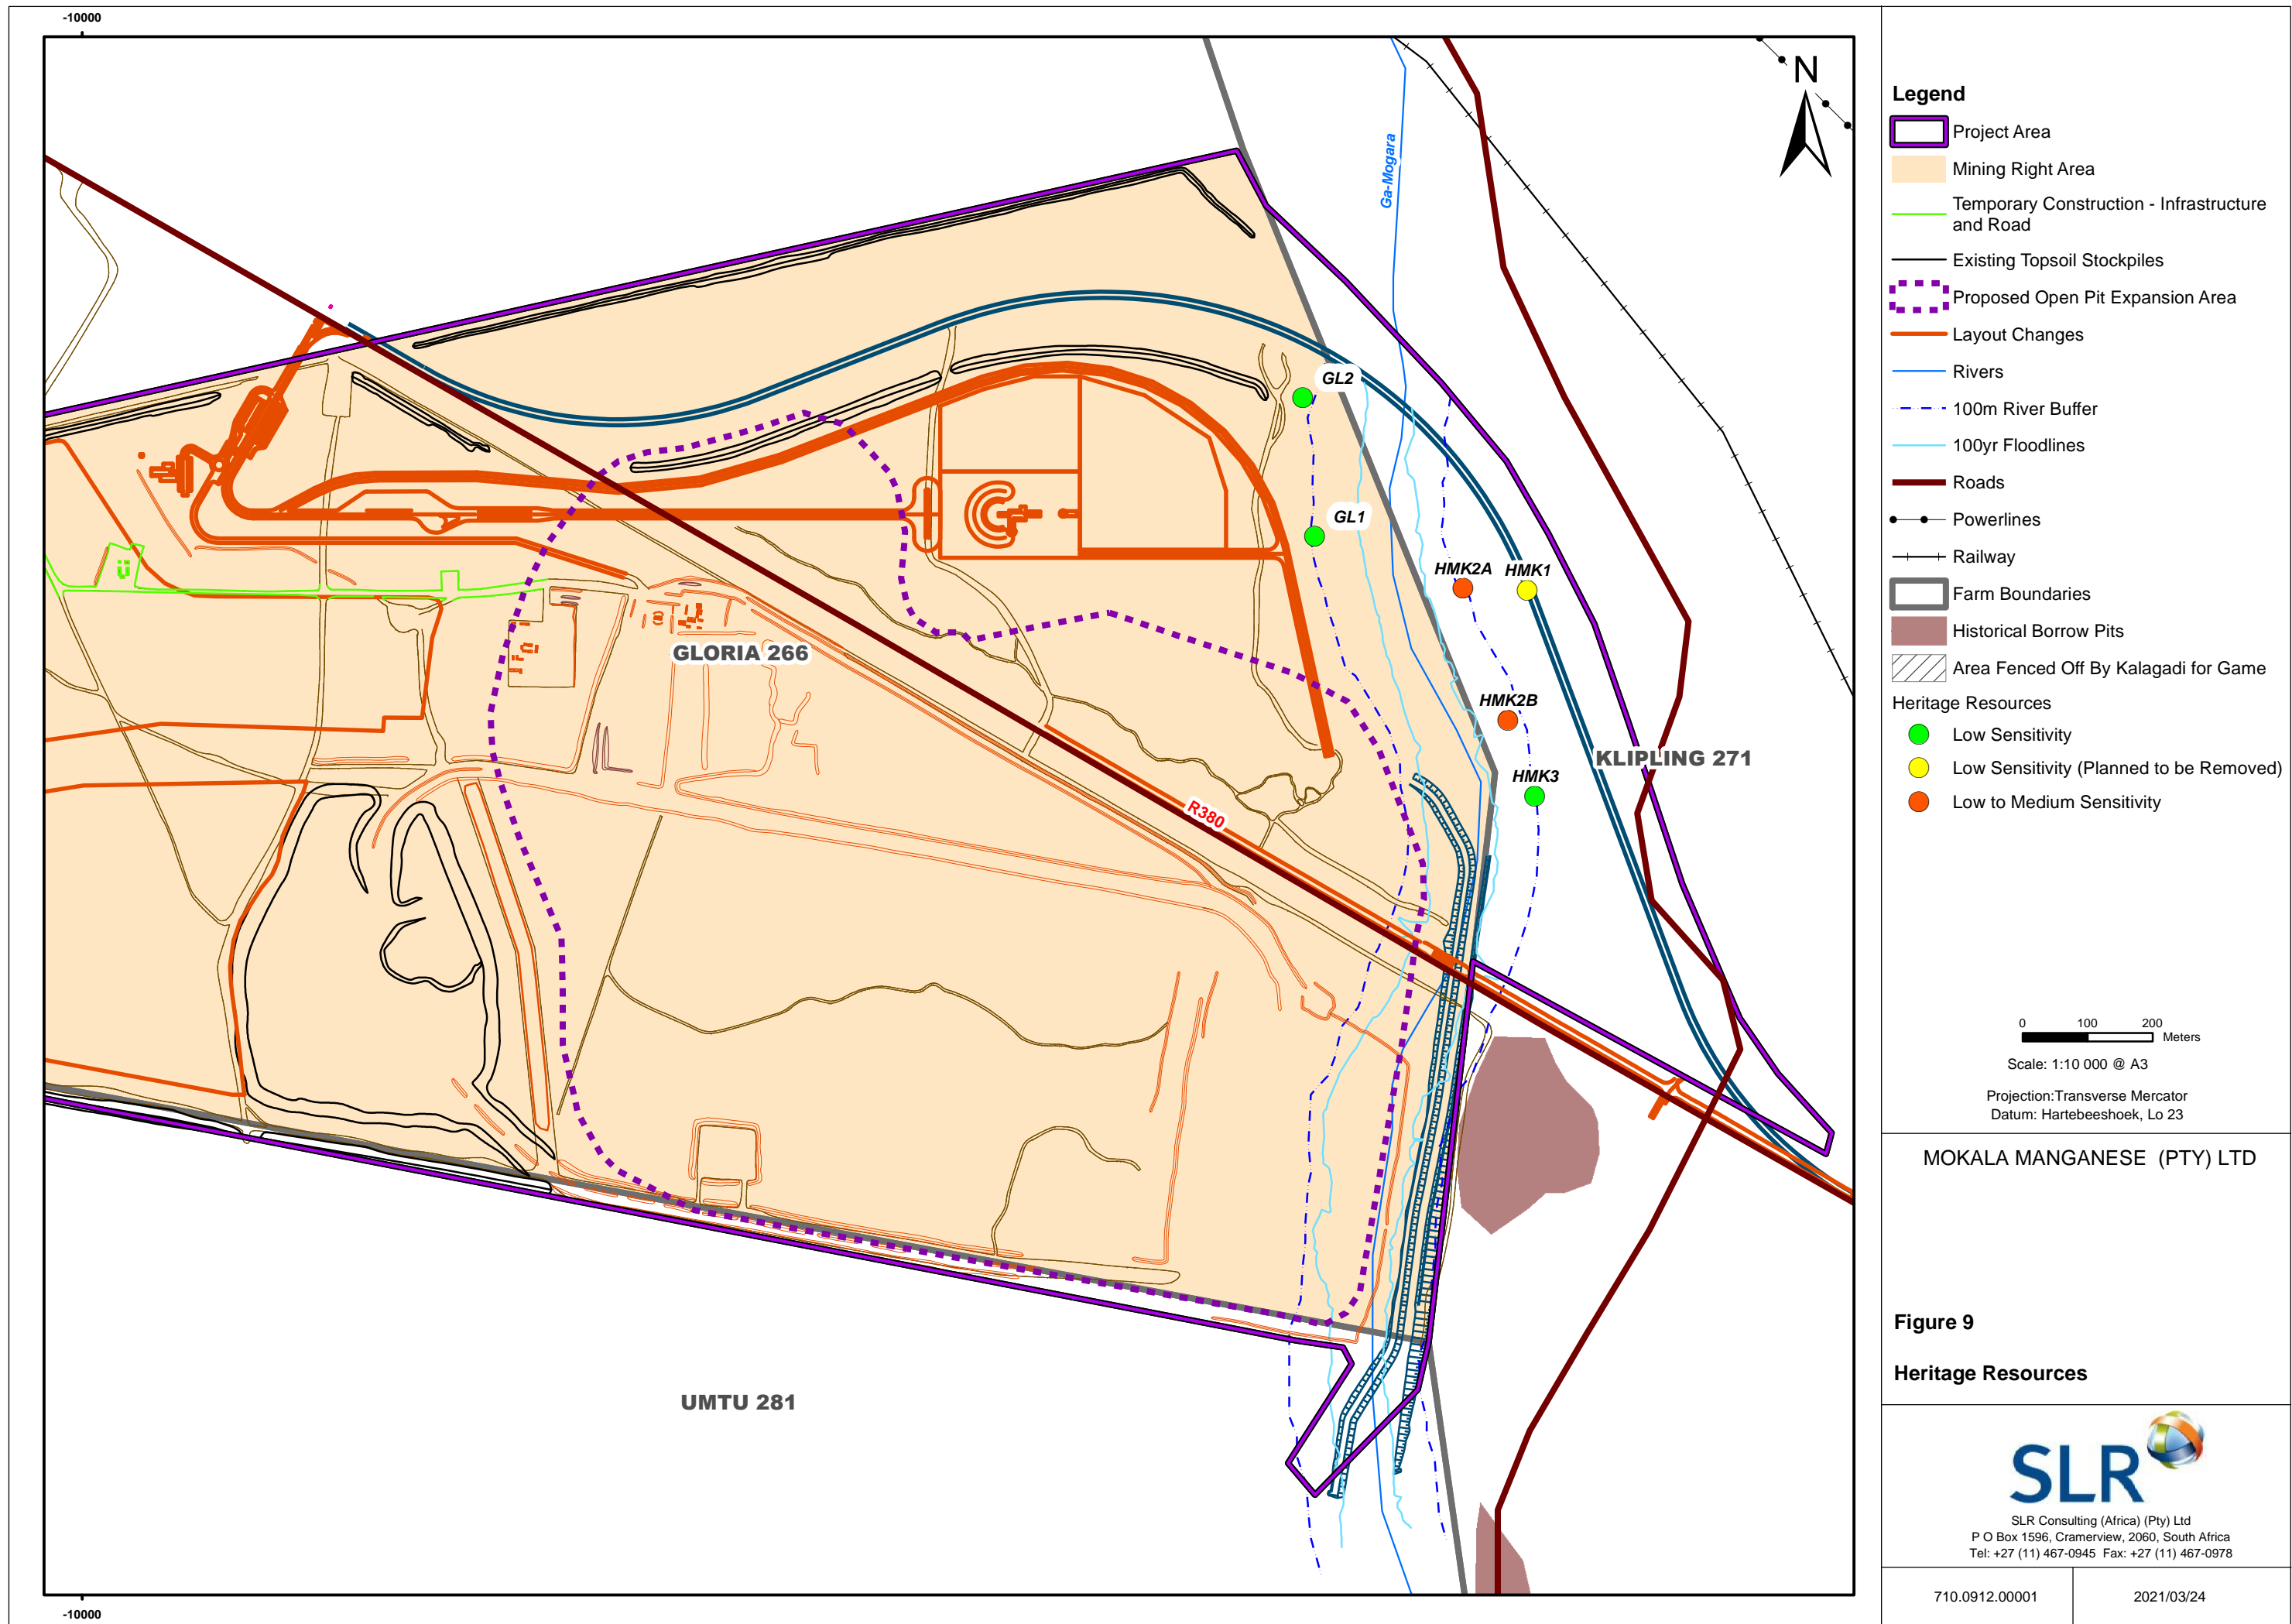 -10000
N
Ga-Mogara
GL2
GL1
HMK2A
HMK1
GLORIA 266
HMK2B
KLIPLING 271
HMK3
R380
UMTU 281
-10000
Legend
Project Area
Mining Right Area
Temporary Construction - Infrastructure
and Road
Existing Topsoil Stockpiles
Proposed Open Pit Expansion Area
Layout Changes
Rivers
100m River Buffer
100yr Floodlines
Roads
Powerlines
Railway
Farm Boundaries
Historical Borrow Pits
Area Fenced Off By Kalagadi for Game
Heritage Resources
Low Sensitivity
Low Sensitivity (Planned to be Removed)
Low to Medium Sensitivity
0 100 200
Meters
Scale: 1:10 000 @ A3
Projection:Transverse Mercator
Datum: Hartebeeshoek, Lo 23
MOKALA MANGANESE (PTY) LTD
Figure 9
Heritage Resources
SLR
SLR Consulting (Africa) (Pty) Ltd
P O Box 1596, Cramerview, 2060, South Africa
Tel: +27 (11) 467-0945 Fax: +27 (11) 467-0978
710.0912.00001
2021/03/24